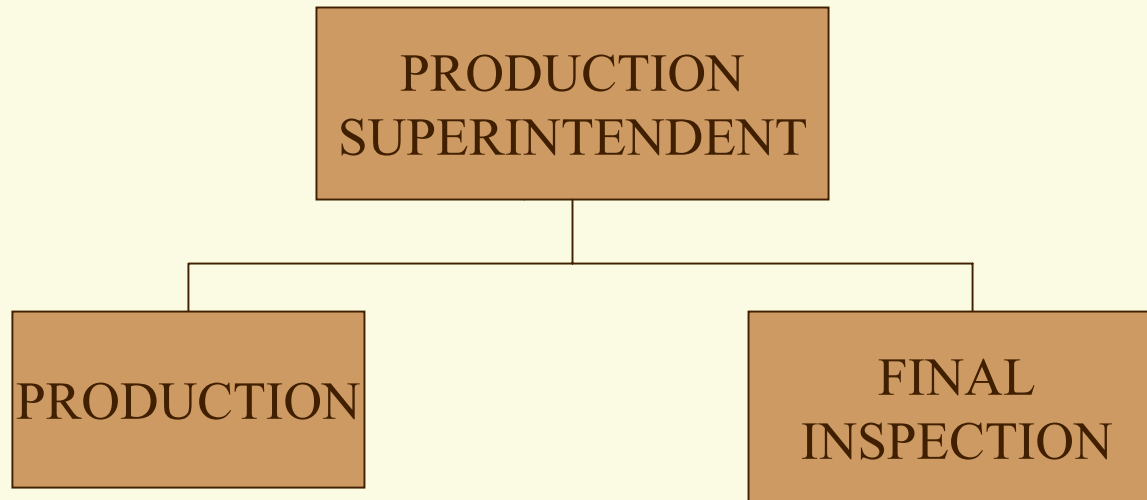 PRODUCTION
SUPERINTENDENT
PRODUCTION
FINAL
INSPECTION